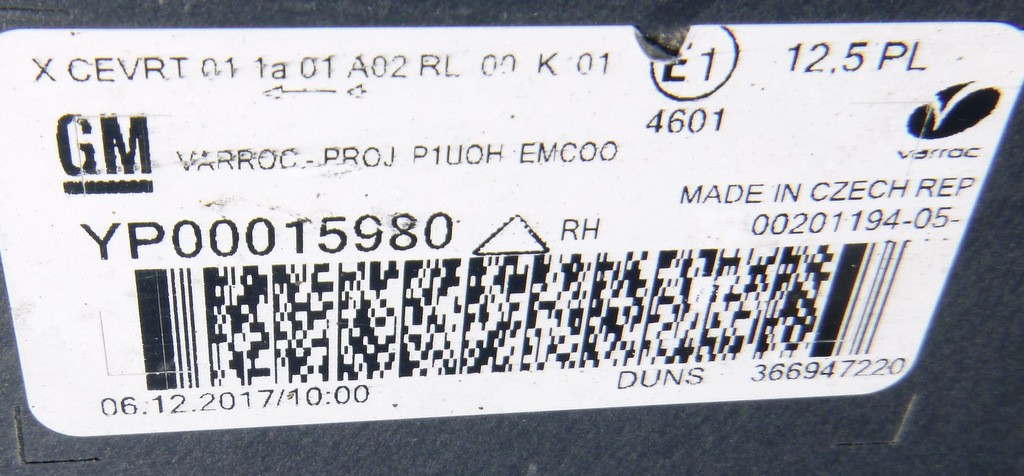 X CEVRT 01 1a 01 A02 RL 00 K 01
E1
12,5 PL
4601
GM
VARROC.-PROJ P1UOH EMCOO
varroc
MADE IN CZECH REP
YP00015980 RH
00201194-05-
DUNS 366947220
06.12.2017/10:00